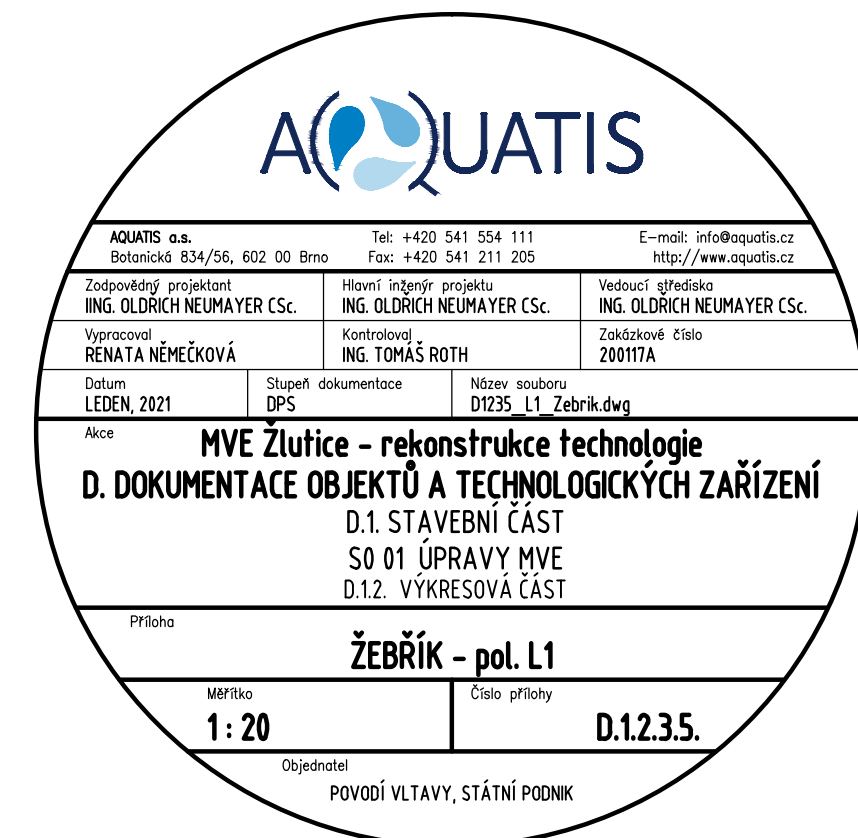 AQUATIS
AQUATIS a.s. Tel: +420 541 554 111 E-mail: info@aquatis.cz
Botanická 834/56, 602 00 Brno Fax: +420 541 211 205 http://www.aquatis.cz
Zodpovědný projektant Hlavní inženýr projektu Vedoucí střediska
IING. OLDŘICH NEUMAYER CSc. ING. OLDŘICH NEUMAYER CSc. ING. OLDŘICH NEUMAYER CSc.
Vypracoval Kontroloval Zakázkové číslo
RENATA NĚMEČKOVÁ ING. TOMÁŠ ROTH 200117A
Datum Stupeň dokumentace Název souboru
LEDEN, 2021 DPS D1235_L1_Zebrik.dwg
Akce
MVE Žlutice - rekonstrukce technologie
D. DOKUMENTACE OBJEKTŮ A TECHNOLOGICKÝCH ZAŘÍZENÍ
D.1. STAVEBNÍ ČÁST
SO 01 ÚPRAVY MVE
D.1.2. VÝKRESOVÁ ČÁST
Příloha
ŽEBŘÍK - pol. L1
Měřítko Číslo přílohy
1 : 20 D.1.2.3.5.
Objednatel
POVODÍ VLTAVY, STÁTNÍ PODNIK